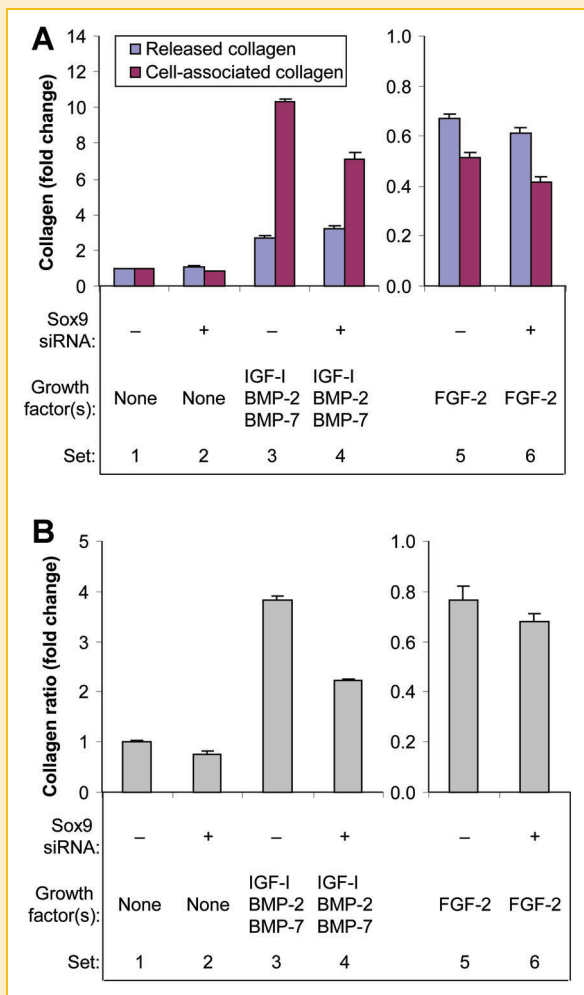 A
Released collagen
Cell-associated collagen
Collagen (fold change)
14
12
10
8
6
4
2
0
1.0
0.8
0.6
0.4
0.2
0.0
Sox9 siRNA: – + – + – +
Growth factor(s): None None IGF-I BMP-2 BMP-7 IGF-I BMP-2 BMP-7 FGF-2 FGF-2
Set: 1 2 3 4 5 6
B
Collagen ratio (fold change)
5
4
3
2
1
0
1.0
0.8
0.6
0.4
0.2
0.0
Sox9 siRNA: – + – + – +
Growth factor(s): None None IGF-I BMP-2 BMP-7 IGF-I BMP-2 BMP-7 FGF-2 FGF-2
Set: 1 2 3 4 5 6